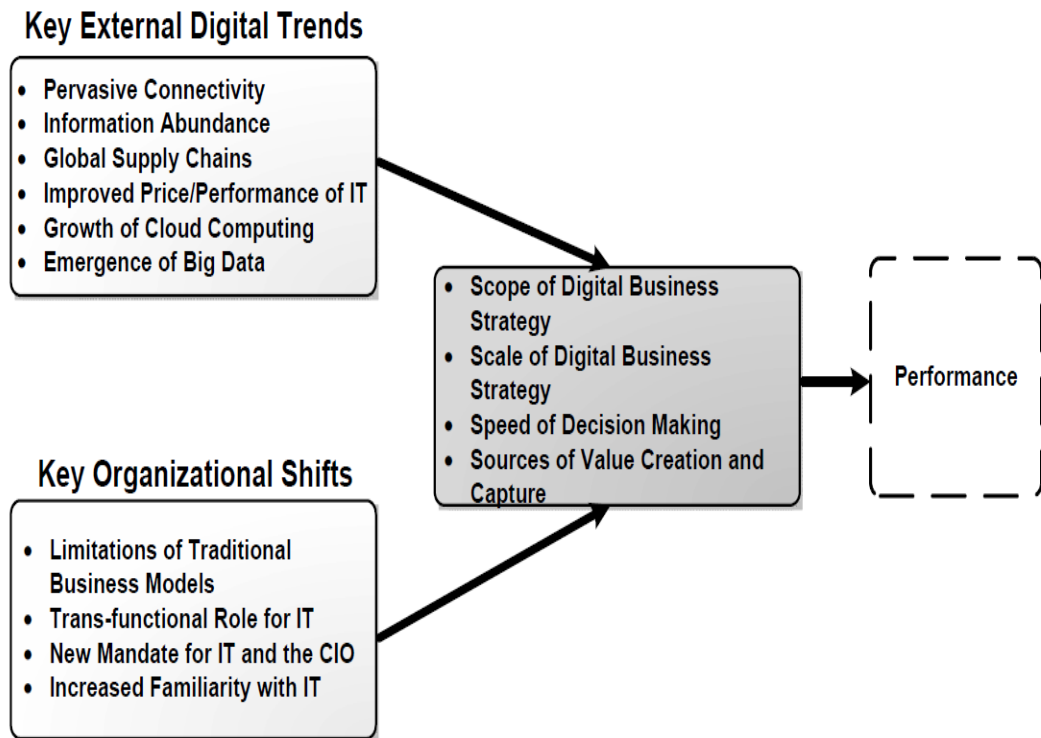 Key External Digital Trends
• Pervasive Connectivity
• Information Abundance
• Global Supply Chains
• Improved Price/Performance of IT
• Growth of Cloud Computing
• Emergence of Big Data
• Scope of Digital Business
Strategy
• Scale of Digital Business
Strategy
• Speed of Decision Making
• Sources of Value Creation and
Capture
Performance
Key Organizational Shifts
• Limitations of Traditional
Business Models
• Trans-functional Role for IT
• New Mandate for IT and the CIO
• Increased Familiarity with IT